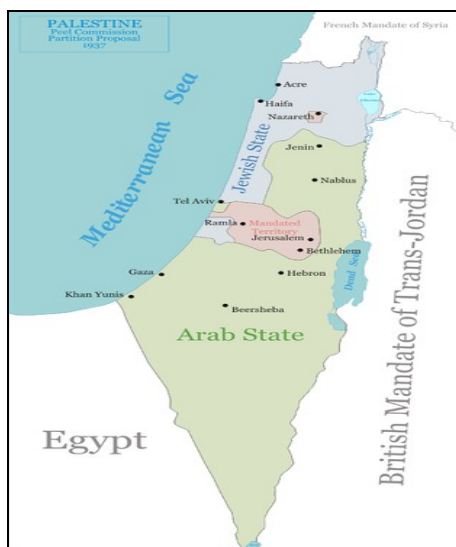 PALESTINE
Peel Commission
Partition Proposal
1937
French Mandate of Syria
Acre
Haifa
Nazareth
Mediterranean Sea
Jewish State
Jenin
Nablus
Tel Aviv
Ramla
Mandated
Territory
Jerusalem
Bethlehem
Gaza
Hebron
Dead Sea
Khan Yunis
Beersheba
Arab State
British Mandate of Trans-Jordan
Egypt